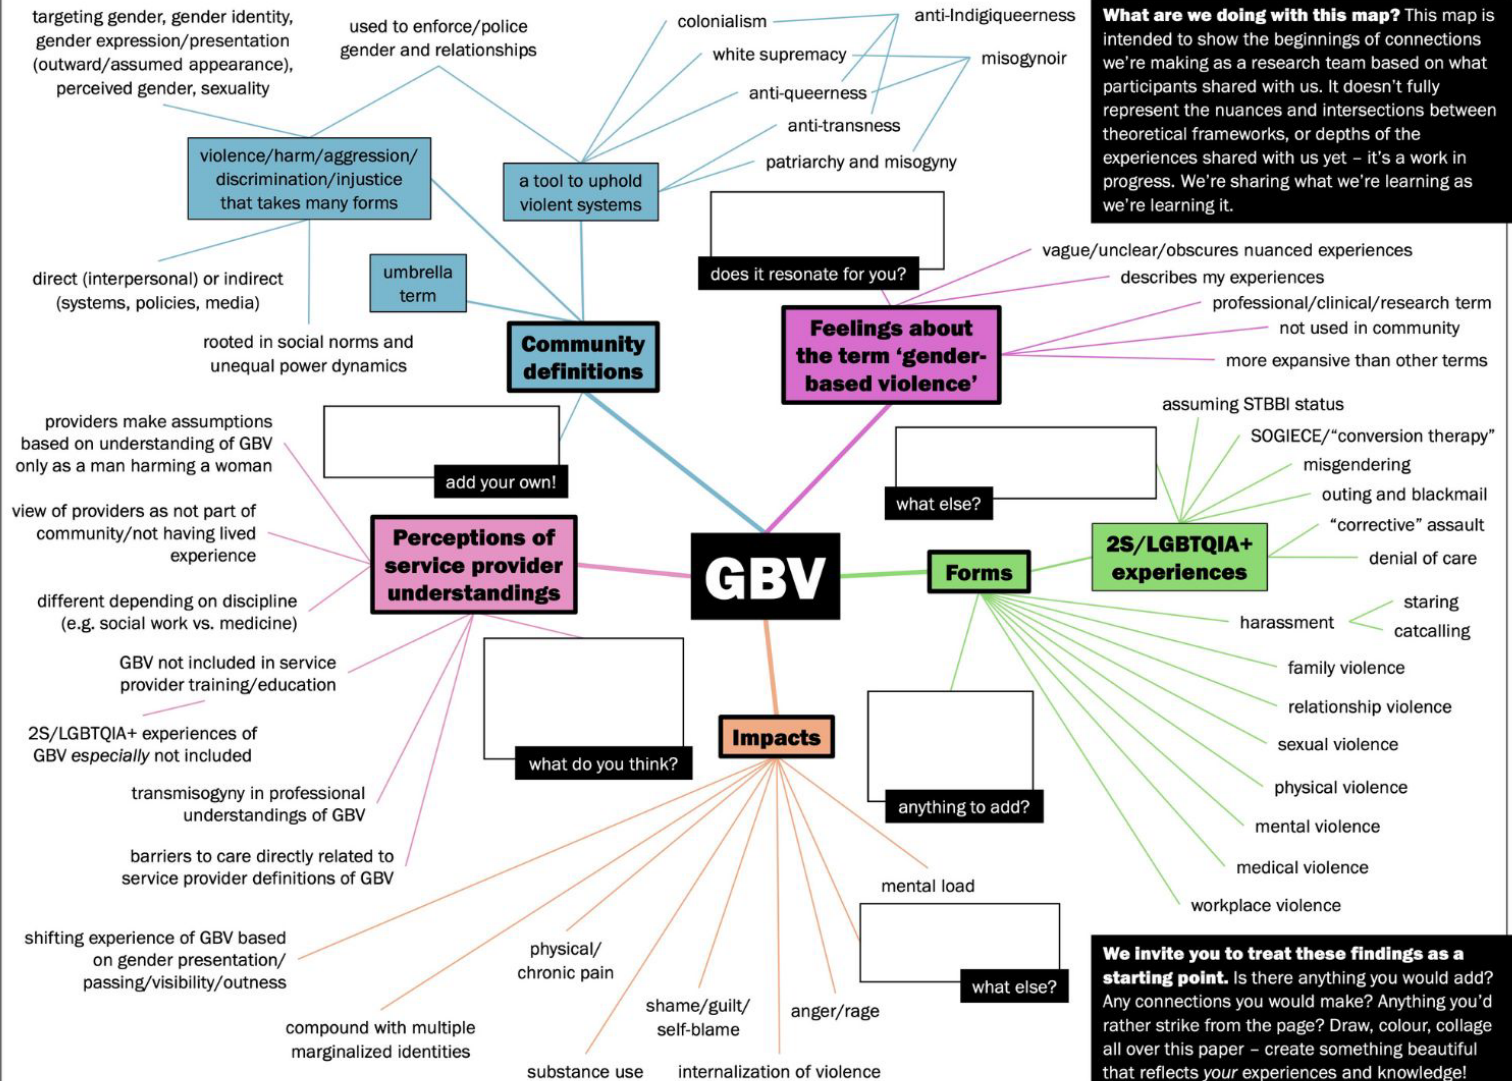 targeting gender, gender identity,
gender expression/presentation
(outward/assumed appearance),
perceived gender, sexuality
used to enforce/police
gender and relationships
colonialism
white supremacy
anti-queerness
anti-transness
patriarchy and misogyny
anti-Indigiqueerness
misogynoir
What are we doing with this map? This map is
intended to show the beginnings of connections
we're making as a research team based on what
participants shared with us. It doesn't fully
represent the nuances and intersections between
theoretical frameworks, or depths of the
experiences shared with us yet – it's a work in
progress. We're sharing what we're learning as
we're learning it.
violence/harm/aggression/
discrimination/injustice
that takes many forms
a tool to uphold
violent systems
direct (interpersonal) or indirect
(systems, policies, media)
umbrella
term
rooted in social norms and
unequal power dynamics
Community
definitions
add your own!
does it resonate for you?
Feelings about
the term 'gender-
based violence'
vague/unclear/obscures nuanced experiences
describes my experiences
professional/clinical/research term
not used in community
more expansive than other terms
providers make assumptions
based on understanding of GBV
only as a man harming a woman
view of providers as not part of
community/not having lived
experience
different depending on discipline
(e.g. social work vs. medicine)
GBV not included in service
provider training/education
2S/LGBTQIA+ experiences of
GBV especially not included
transmisogyny in professional
understandings of GBV
barriers to care directly related to
service provider definitions of GBV
Perceptions of
service provider
understandings
what do you think?
GBV
Forms
what else?
2S/LGBTQIA+
experiences
assuming STBBI status
SOGIECE/"conversion therapy"
misgendering
outing and blackmail
"corrective" assault
denial of care
harassment
staring
catcalling
family violence
relationship violence
sexual violence
physical violence
mental violence
medical violence
workplace violence
anything to add?
Impacts
shifting experience of GBV based
on gender presentation/
passing/visibility/outness
compound with multiple
marginalized identities
physical/
chronic pain
substance use
shame/guilt/
self-blame
internalization of violence
anger/rage
mental load
what else?
We invite you to treat these findings as a
starting point. Is there anything you would add?
Any connections you would make? Anything you'd
rather strike from the page? Draw, colour, collage
all over this paper – create something beautiful
that reflects your experiences and knowledge!